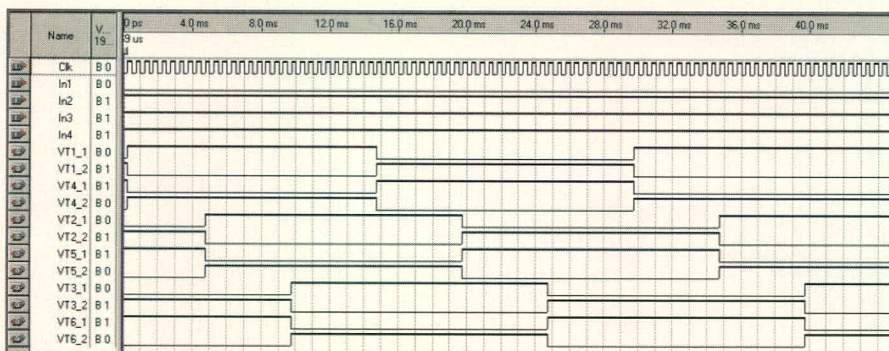 Name V... 19... 0 ps 4.0 ms 8.0 ms 12.0 ms 16.0 ms 20.0 ms 24.0 ms 28.0 ms 32.0 ms 36.0 ms 40.0 ms
9 us
Clk B 0
In1 B 0
In2 B 1
In3 B 1
In4 B 1
VT1_1 B 0
VT1_2 B 1
VT4_1 B 1
VT4_2 B 0
VT2_1 B 0
VT2_2 B 1
VT5_1 B 1
VT5_2 B 0
VT3_1 B 0
VT3_2 B 1
VT6_1 B 1
VT6_2 B 0